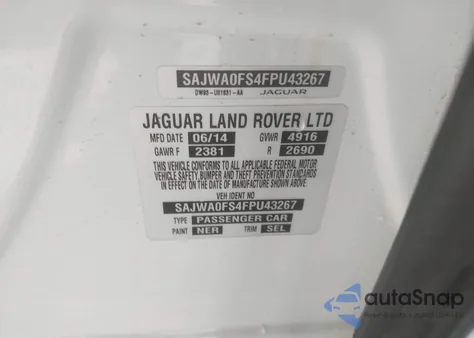 SAJWA0FS4FPU43267
DW93-U01031-AA JAGUAR
JAGUAR LAND ROVER LTD
MFD DATE 06/14 GVWR 4916
GAWR F 2381 R 2690
THIS VEHICLE CONFORMS TO ALL APPLICABLE FEDERAL MOTOR
VEHICLE SAFETY,BUMPER AND THEFT PREVENTION STANDARDS
IN EFFECT ON THE DATE OF MANUFACTURE SHOWN ABOVE.
VEH IDENT NO
SAJWA0FS4FPU43267
TYPE PASSENGER CAR
PAINT NER TRIM SEL
autoSnap